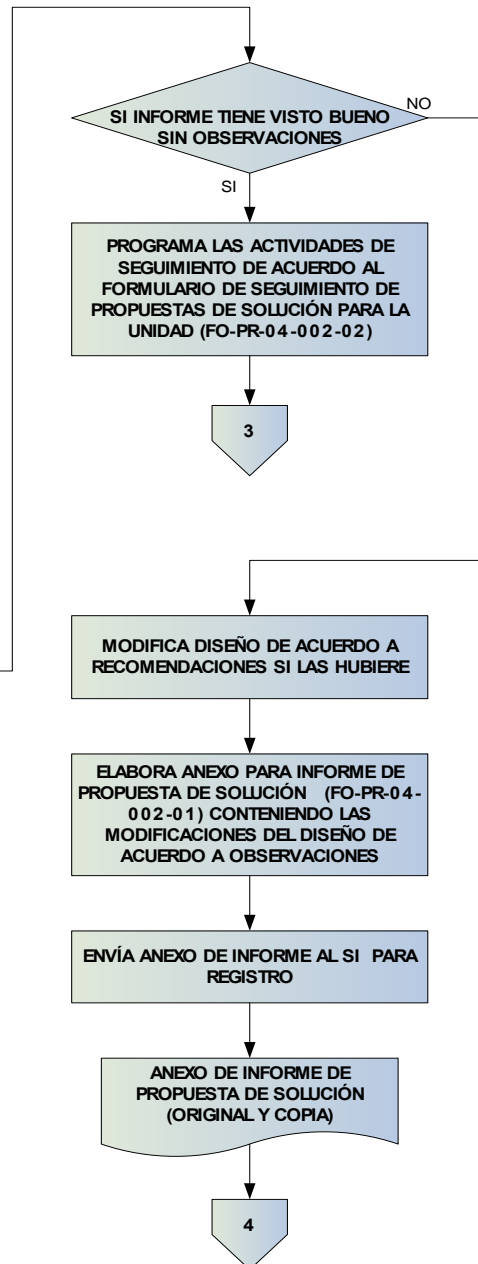 SI INFORME TIENE VISTO BUENO
SIN OBSERVACIONES
NO
SI
PROGRAMA LAS ACTIVIDADES DE
SEGUIMIENTO DE ACUERDO AL
FORMULARIO DE SEGUIMIENTO DE
PROPUESTAS DE SOLUCIÓN PARA LA
UNIDAD (FO-PR-04-002-02)
3
MODIFICA DISEÑO DE ACUERDO A
RECOMENDACIONES SI LAS HUBIERE
ELABORA ANEXO PARA INFORME DE
PROPUESTA DE SOLUCIÓN (FO-PR-04-
002-01) CONTENIENDO LAS
MODIFICACIONES DEL DISEÑO DE
ACUERDO A OBSERVACIONES
ENVÍA ANEXO DE INFORME AL SI PARA
REGISTRO
ANEXO DE INFORME DE
PROPUESTA DE SOLUCIÓN
(ORIGINAL Y COPIA)
4